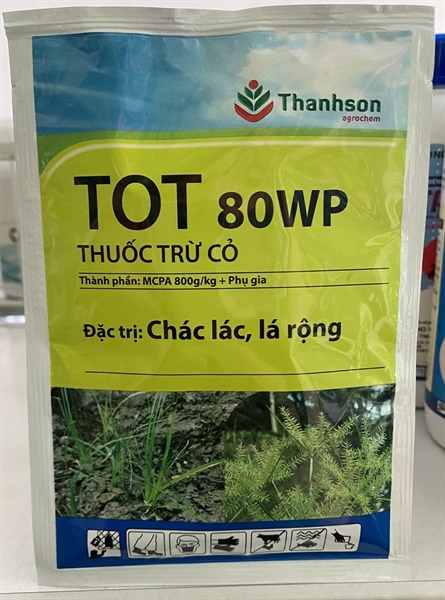 Thanhson
agrochem
TOT 80WP
THUỐC TRỪ CỎ
Thành phần: MCPA 800g/kg + Phụ gia
Đặc trị: Chác lác, lá rộng